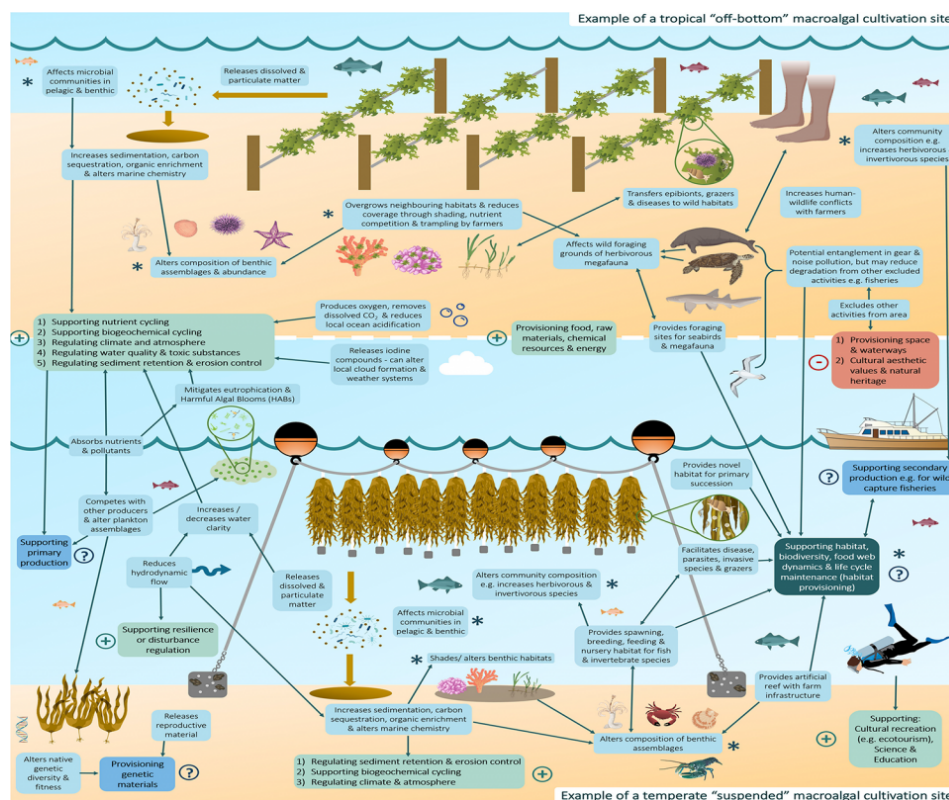 Example of a tropical “off-bottom” macroalgal cultivation site
*
Affects microbial
communities in
pelagic & benthic
Releases dissolved &
particulate matter
*
Alters community
composition e.g.
increases herbivorous
invertivorous species
Increases sedimentation, carbon
sequestration, organic enrichment
& alters marine chemistry
*
Overgrows neighbouring habitats & reduces
coverage through shading, nutrient
competition & trampling by farmers
Transfers epibionts, grazers
& diseases to wild habitats
Increases human-
wildlife conflicts
with farmers
*
Alters composition of benthic
assemblages & abundance
Affects wild foraging
grounds of herbivorous
megafauna
Potential entanglement in gear &
noise pollution, but may reduce
degradation from other excluded
activities e.g. fisheries
Excludes other
activities from area
+
1) Supporting nutrient cycling
2) Supporting biogeochemical cycling
3) Regulating climate and atmosphere
4) Regulating water quality & toxic substances
5) Regulating sediment retention & erosion control
Produces oxygen, removes
dissolved CO₂ & reduces
local ocean acidification
+
Provisioning food, raw
materials, chemical
resources & energy
Provides foraging
sites for seabirds
& megafauna
-
1) Provisioning space
& waterways
2) Cultural aesthetic
values & natural
heritage
Releases iodine
compounds - can alter
local cloud formation &
weather systems
Mitigates eutrophication &
Harmful Algal Blooms (HABs)
Absorbs nutrients
& pollutants
Competes with
other producers &
alter plankton
assemblages
Increases /
decreases water
clarity
Supporting
primary
production
?
Reduces
hydrodynamic
flow
Releases
dissolved &
particulate
matter
+
Supporting resilience
or disturbance
regulation
Provides novel
habitat for primary
succession
?
Supporting secondary
production e.g. for wild
capture fisheries
Facilitates disease,
parasites, invasive
species & grazers
Supporting habitat,
biodiversity, food web
dynamics & life cycle
maintenance (habitat
provisioning)
*
?
Alters community composition
e.g. increases herbivorous &
invertivorous species
*
Affects microbial
communities in
pelagic & benthic
*
*
Shades/ alters benthic habitats
Provides spawning,
breeding, feeding &
nursery habitat for fish
& invertebrate species
Provides artificial
reef with farm
infrastructure
Increases sedimentation, carbon
sequestration, organic enrichment
& alters marine chemistry
Alters composition of benthic
assemblages
*
+
Supporting:
Cultural recreation
(e.g. ecotourism),
Science &
Education
Releases
reproductive
material
Alters native
genetic
diversity &
fitness
Provisioning
genetic
materials
?
1) Regulating sediment retention & erosion control
2) Supporting biogeochemical cycling
3) Regulating climate & atmosphere
+
Example of a temperate “suspended” macroalgal cultivation site